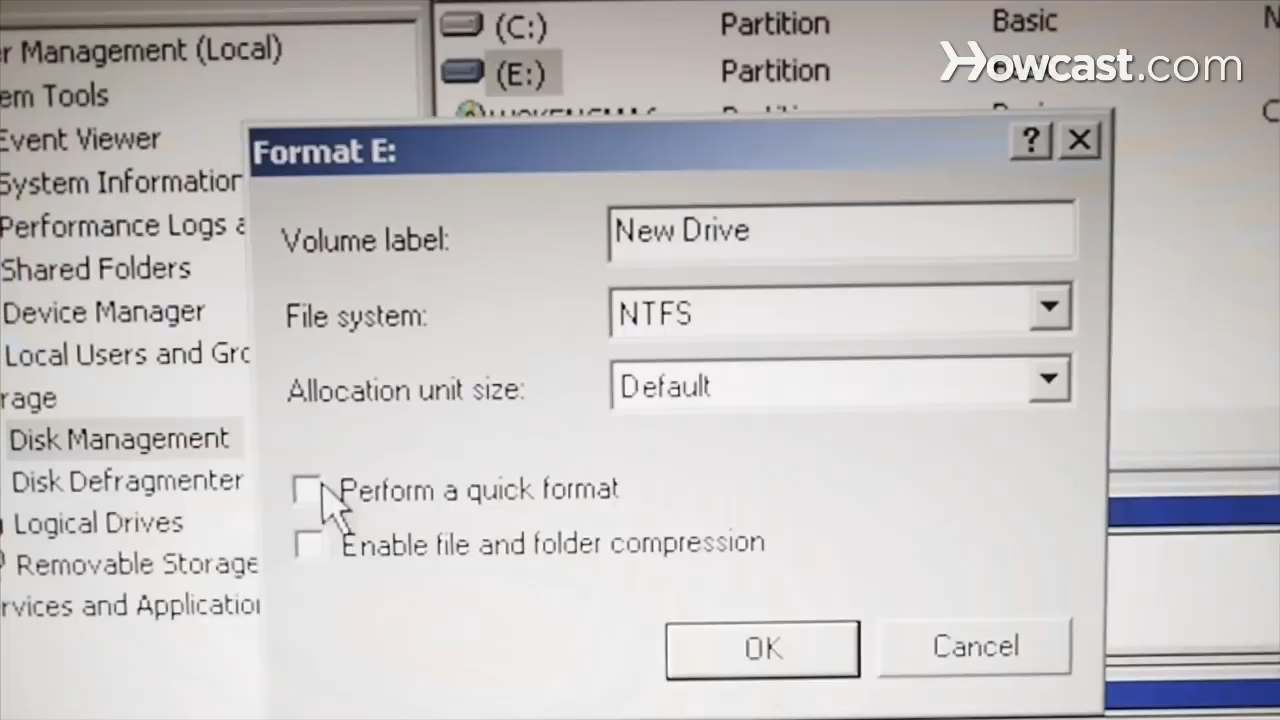 (C:) Partition Basic
r Management (Local)
em Tools
(E:) Partition
Howcast.com
Event Viewer
System Information
Performance Logs a
Shared Folders
Device Manager
Local Users and Gro
rage
Disk Management
Disk Defragmenter
Logical Drives
Removable Storage
rvices and Application
Format E:
? X
Volume label: New Drive
File system: NTFS
Allocation unit size: Default
Perform a quick format
Enable file and folder compression
OK Cancel